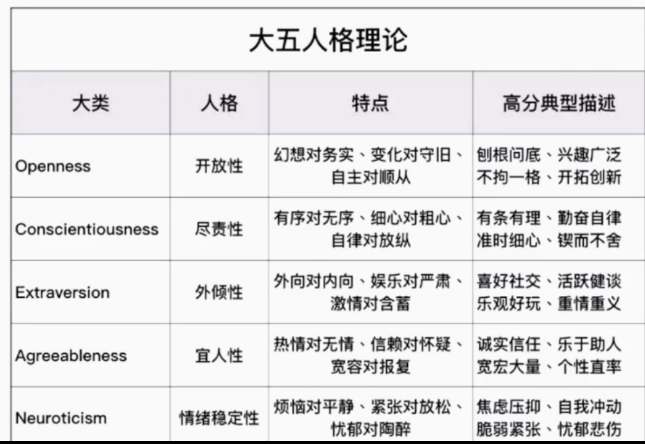 大五人格理论
大类 人格 特点 高分典型描述
Openness 开放性 幻想对务实、变化对守旧、自主对顺从 刨根问底、兴趣广泛 不拘一格、开拓创新
Conscientiousness 尽责性 有序对无序、细心对粗心、自律对放纵 有条有理、勤奋自律 准时细心、锲而不舍
Extraversion 外倾性 外向对内向、娱乐对严肃、激情对含蓄 喜好社交、活跃健谈 乐观好玩、重情重义
Agreeableness 宜人性 热情对无情、信赖对怀疑、宽容对报复 诚实信任、乐于助人 宽宏大量、个性直率
Neuroticism 情绪稳定性 烦恼对平静、紧张对放松、忧郁对陶醉 焦虑压抑、自我冲动 脆弱紧张、忧郁悲伤